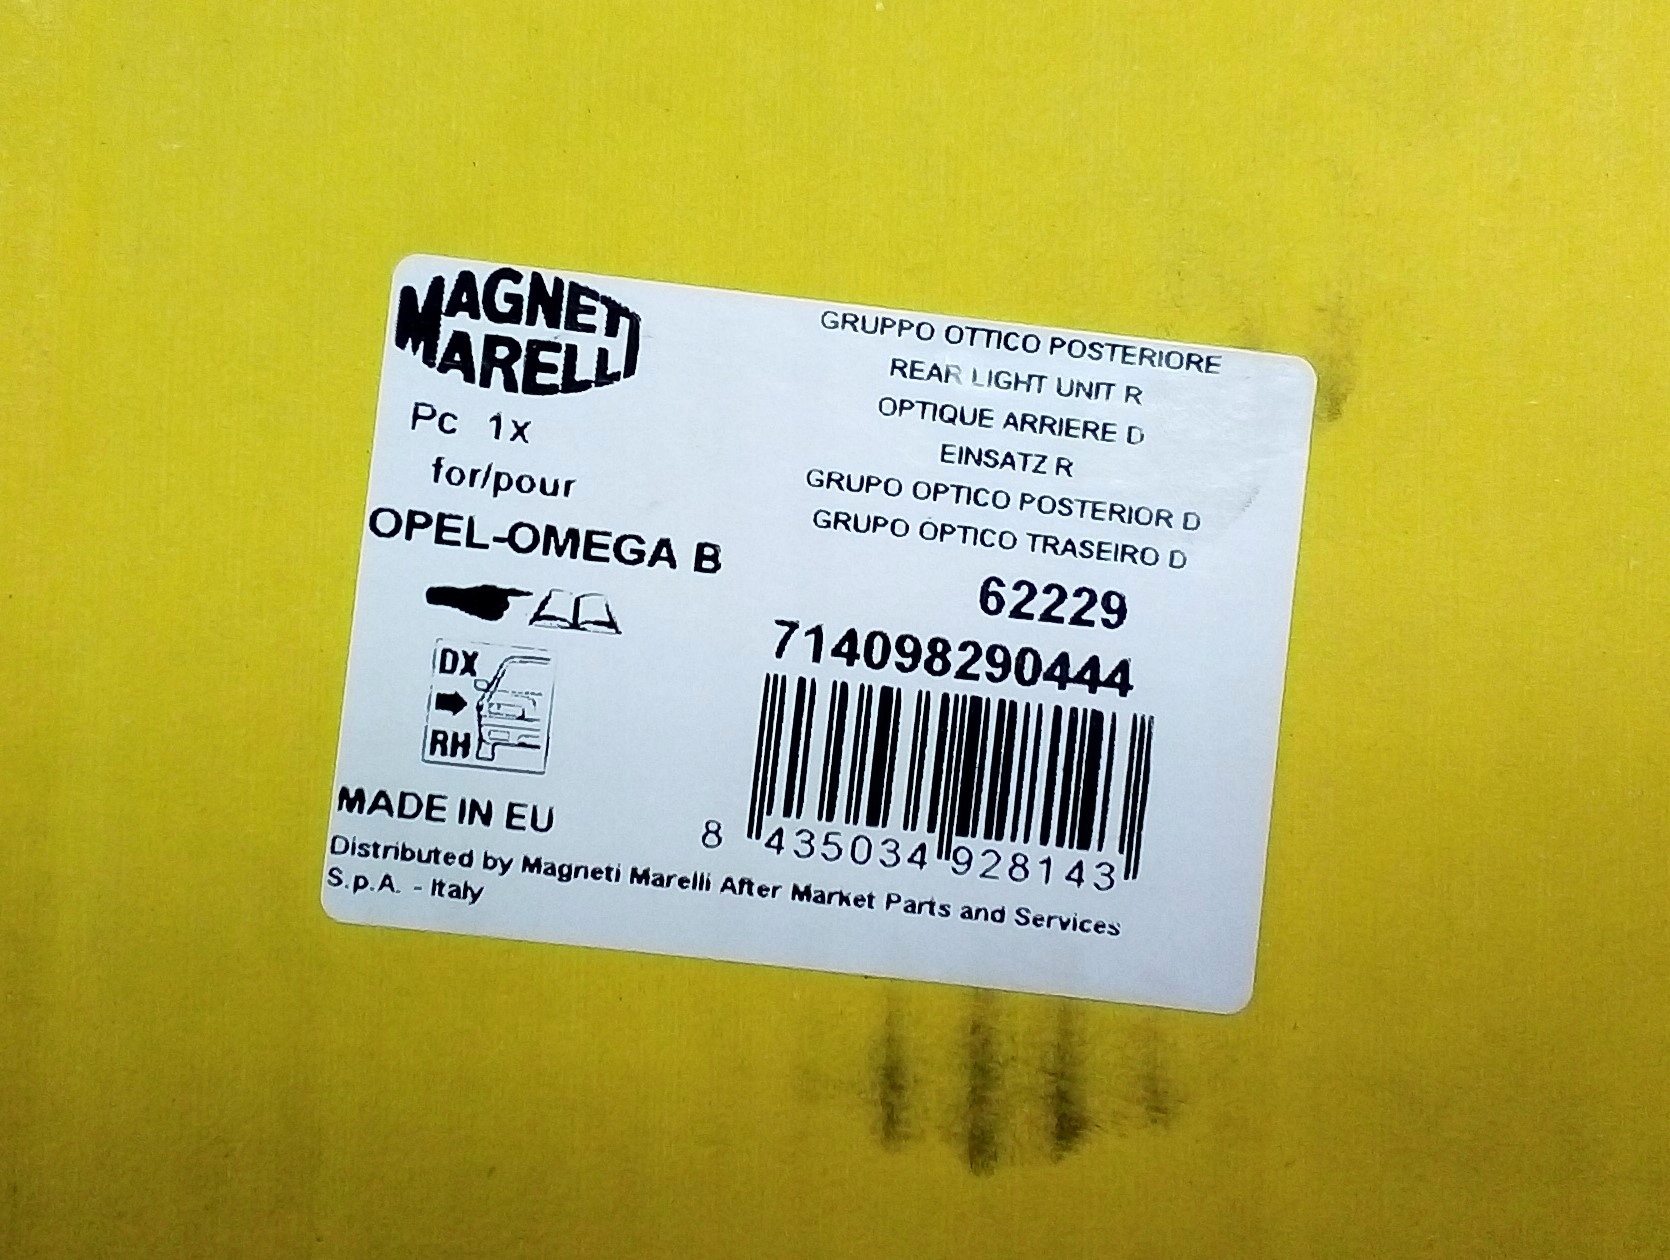 MAGNETI
MARELLI
Pc 1x
for/pour
OPEL-OMEGA B
DX
RH
MADE IN EU
GRUPPO OTTICO POSTERIORE
REAR LIGHT UNIT R
OPTIQUE ARRIERE D
EINSATZ R
GRUPO OPTICO POSTERIOR D
GRUPO OPTICO TRASEIRO D
62229
714098290444
8 435034 928143
Distributed by Magneti Marelli After Market Parts and Services
S.p.A. - Italy